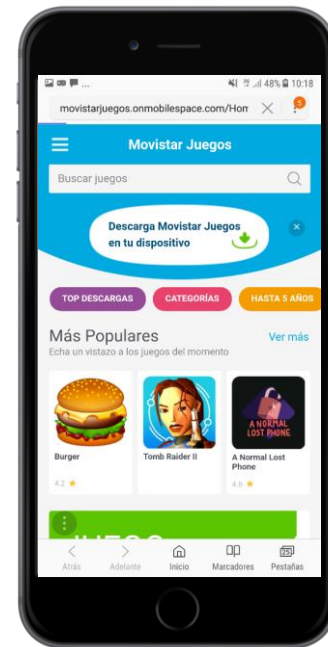 48% 10:18
movistarjuegos.onmobilespace.com/Hom
5
Movistar Juegos
Buscar juegos
Descarga Movistar Juegos
en tu dispositivo
TOP DESCARGAS CATEGORÍAS HASTA 5 AÑOS
Más Populares Ver más
Echa un vistazo a los juegos del momento
A NORMAL
LOST PHONE
Burger Tomb Raider II A Normal Lost
Phone
4.2 4.6
JUEGO
Atrás Adelante Inicio Marcadores Pestañas
25